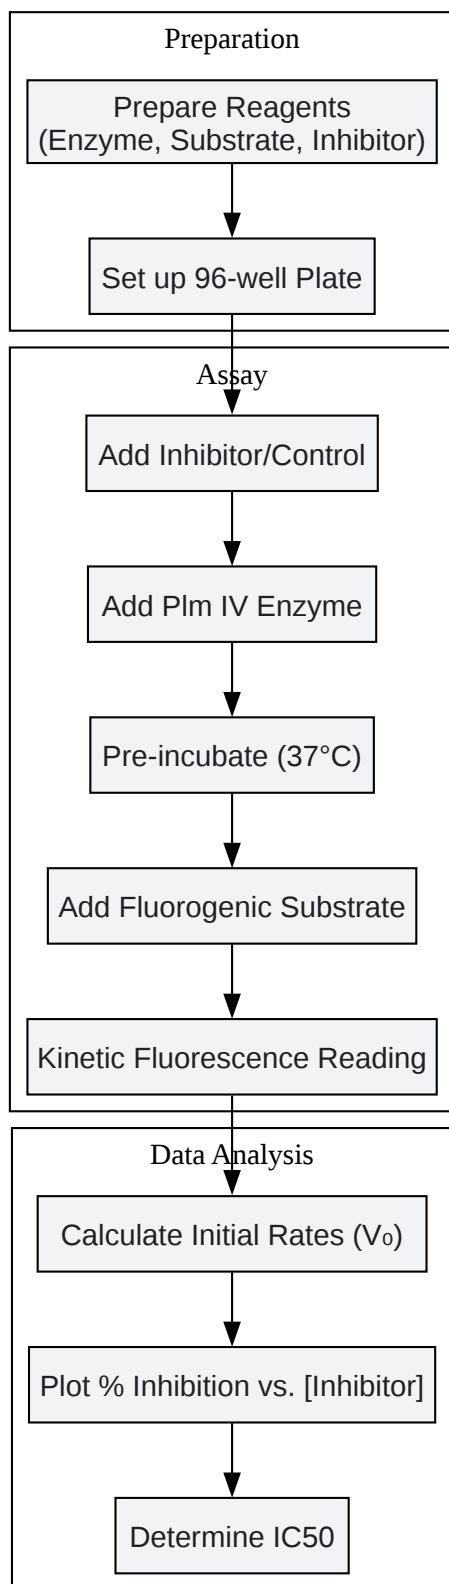 Preparation
Prepare Reagents
(Enzyme, Substrate, Inhibitor)
Set up 96-well Plate
Assay
Add Inhibitor/Control
Add Plm IV Enzyme
Pre-incubate (37°C)
Add Fluorogenic Substrate
Kinetic Fluorescence Reading
Data Analysis
Calculate Initial Rates (V₀)
Plot % Inhibition vs. [Inhibitor]
Determine IC50